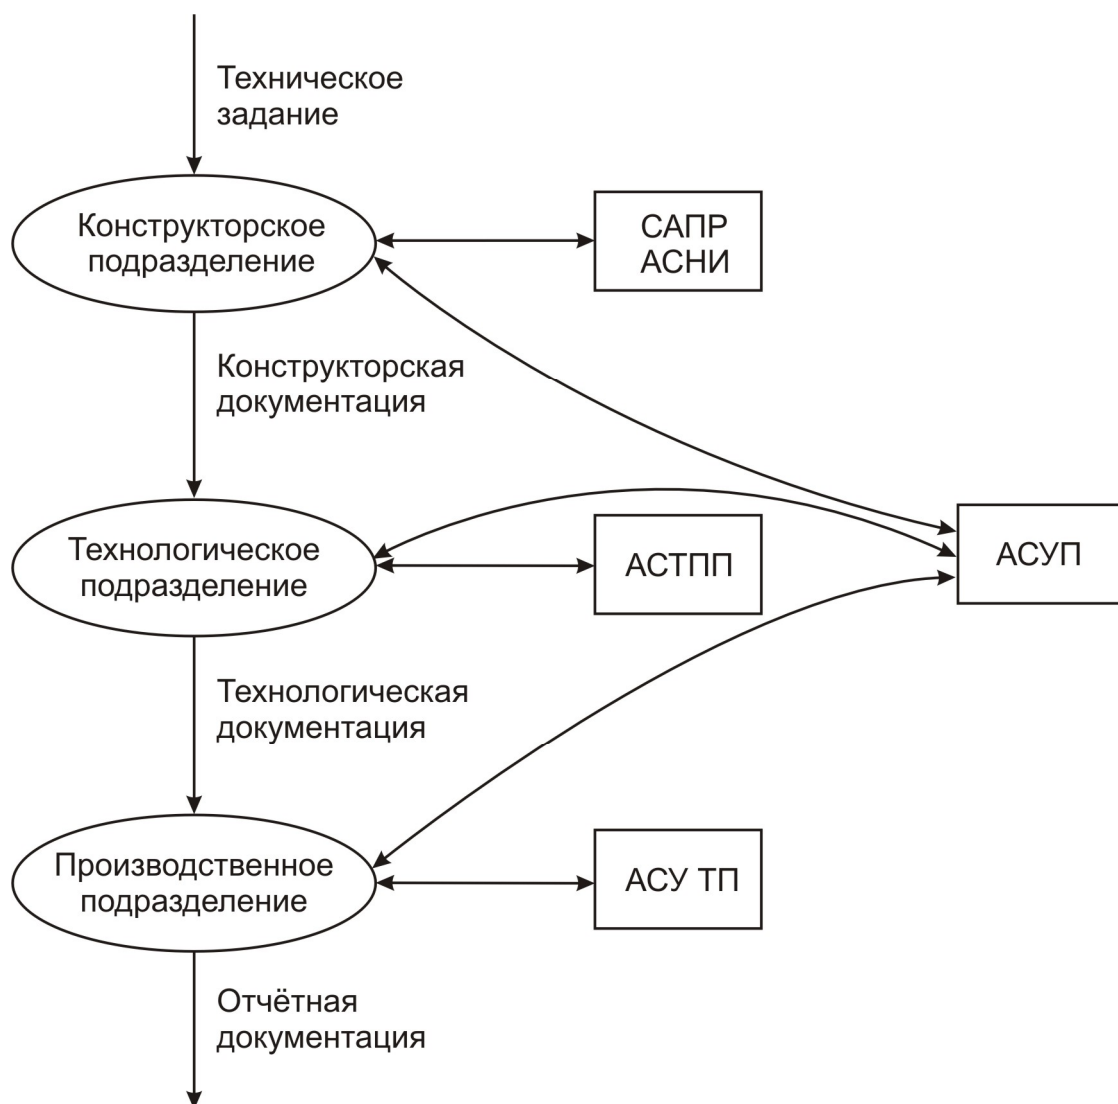 Техническое
задание
Конструкторское
подразделение
САПР
АСНИ
Конструкторская
документация
Технологическое
подразделение
АСТПП
АСУП
Технологическая
документация
Производственное
подразделение
АСУ ТП
Отчётная
документация